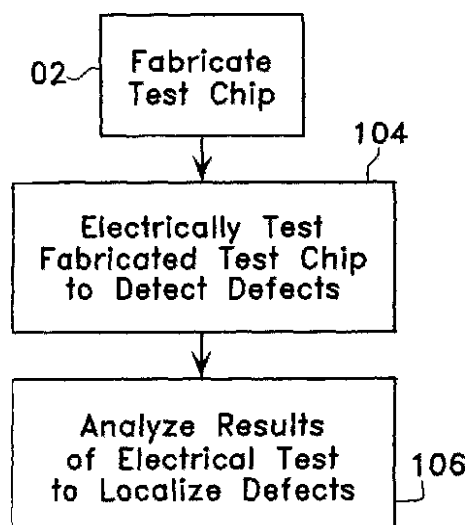 Fabricate
02 Test Chip
104
Electrically Test
Fabricated Test Chip
to Detect Defects
Analyze Results
of Electrical Test
to Localize Defects 106